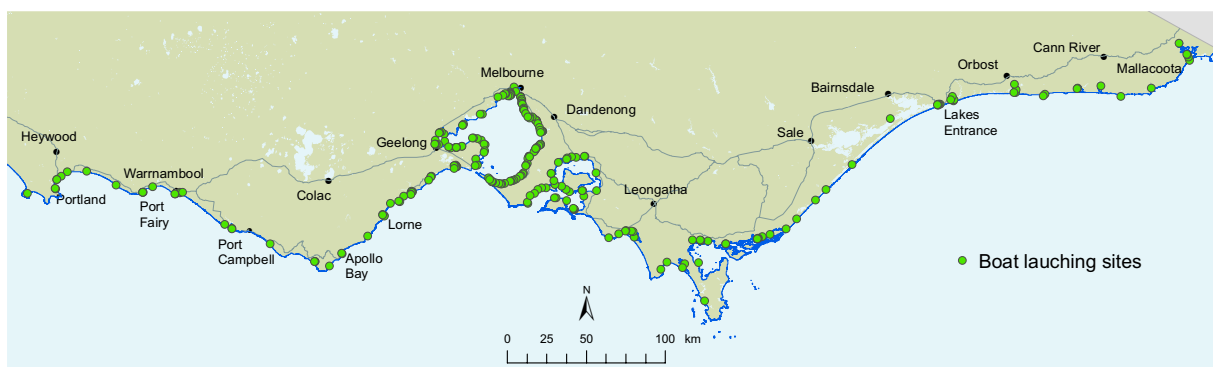 Cann River
Orbost
Melbourne
Mallacoota
Bairnsdale
Dandenong
Lakes
Entrance
Heywood
Geelong
Sale
Warrnambool
Colac
Leongatha
Portland
Port
Fairy
Lorne
Port
Campbell
Apollo
Bay
Boat lauching sites
N
0 25 50 100 km